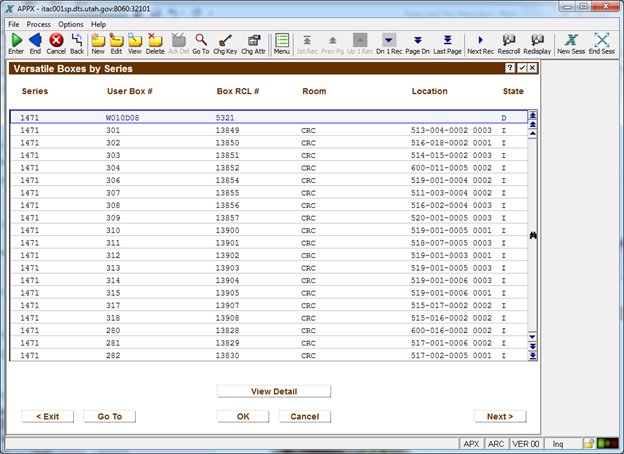 APPX - itac001sp.dts.utah.gov:8060:32101
File Process Options Help
Enter End Cancel Back New Edit View Delete Ack Del Go To Chg Key Chg Attr Menu 1st Rec Prev Pg Up 1 Rec Dn 1 Rec Page Dn Last Page Next Rec Rescroll Redisplay New Sess End Sess
Versatile Boxes by Series ?
Series User Box # Box RCL # Room Location State
1471 W010D08 5321 D
1471 301 13849 CRC 513-004-0002 0003 I
1471 302 13850 CRC 516-018-0002 0001 I
1471 303 13851 CRC 514-015-0002 0003 I
1471 304 13852 CRC 600-011-0005 0002 I
1471 306 13854 CRC 519-001-0004 0002 I
1471 307 13855 CRC 511-003-0004 0002 I
1471 308 13856 CRC 516-002-0004 0003 I
1471 309 13857 CRC 520-001-0005 0003 I
1471 310 13900 CRC 519-001-0005 0001 I
1471 311 13901 CRC 518-007-0005 0003 I
1471 312 13902 CRC 519-001-0003 0001 I
1471 313 13903 CRC 519-001-0005 0003 I
1471 314 13904 CRC 519-001-0006 0003 I
1471 315 13905 CRC 519-001-0006 0001 I
1471 317 13907 CRC 515-017-0002 0002 I
1471 318 13908 CRC 515-016-0002 0002 I
1471 280 13828 CRC 600-016-0002 0002 I
1471 281 13829 CRC 517-001-0006 0002 I
1471 282 13830 CRC 517-002-0005 0001 I
View Detail
< Exit Go To OK Cancel Next >
APX ARC VER 00 Inq